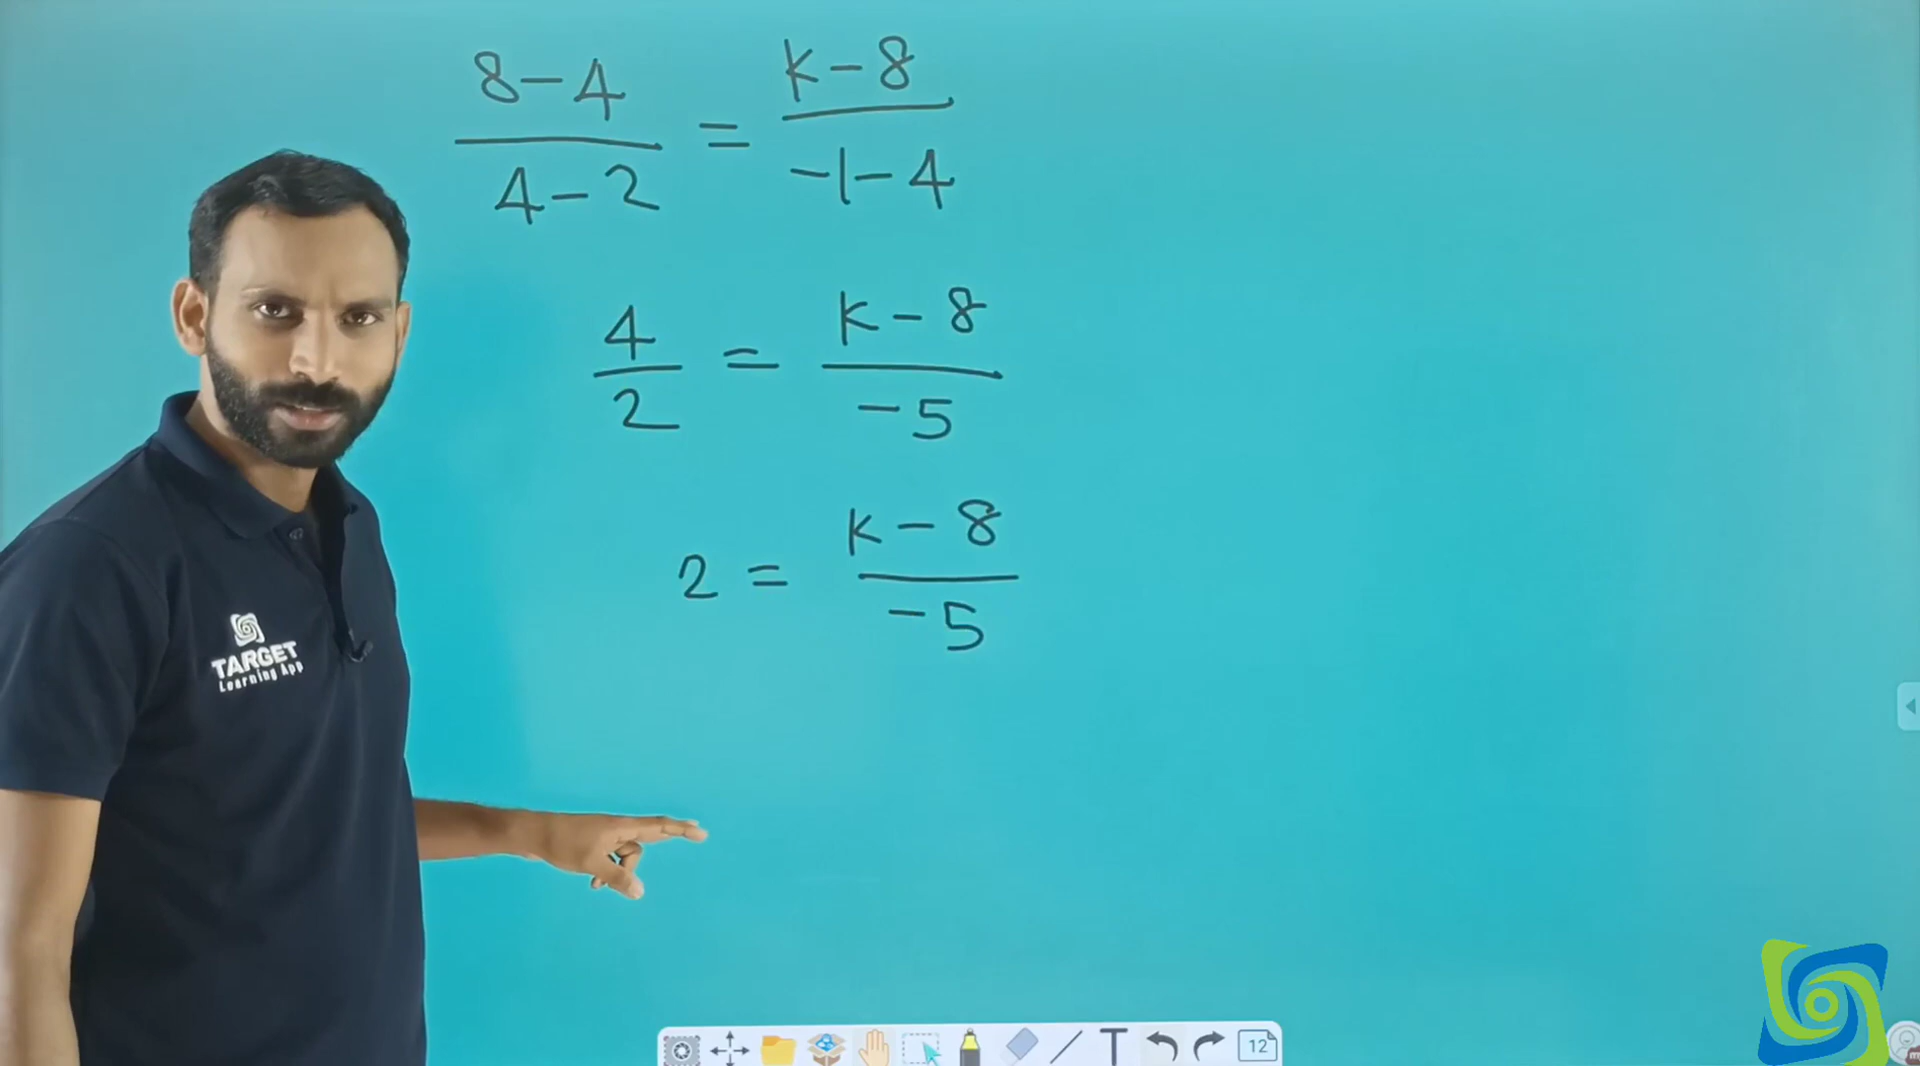 8-4/4-2 = k-8/-1-4
4/2 = k-8/-5
2 = k-8/-5
TARGET
Learning App
12